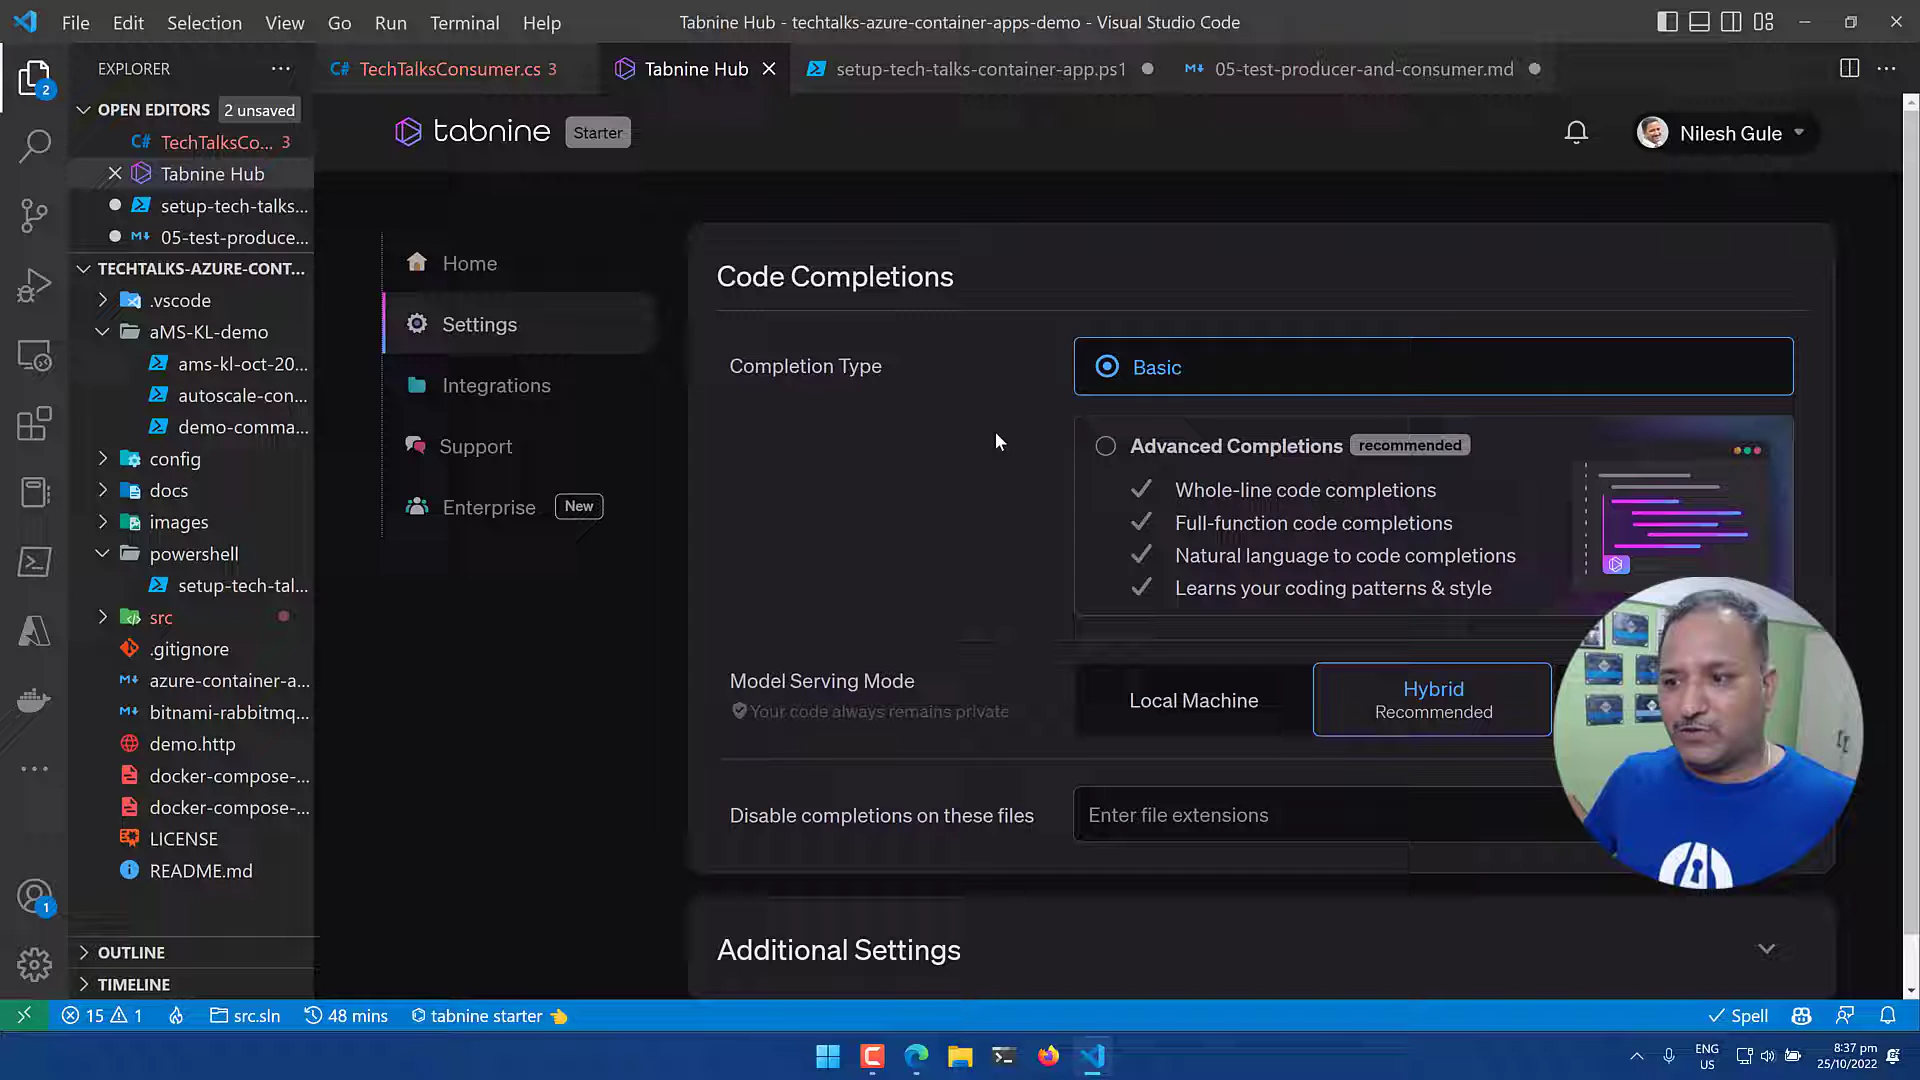 File Edit Selection View Go Run Terminal Help
Tabnine Hub - techtalks-azure-container-apps-demo - Visual Studio Code
EXPLORER
C# TechTalksConsumer.cs 3
Tabnine Hub
setup-tech-talks-container-app.ps1
05-test-producer-and-consumer.md
2
OPEN EDITORS 2 unsaved
C# TechTalksCo... 3
Tabnine Hub
setup-tech-talks...
05-test-produce...
TECHTALKS-AZURE-CONT...
.vscode
aMS-KL-demo
ams-kl-oct-20...
autoscale-con...
demo-comma...
config
docs
images
powershell
setup-tech-tal...
src
.gitignore
azure-container-a...
bitnami-rabbitmq...
demo.http
docker-compose-...
docker-compose-...
LICENSE
README.md
1
OUTLINE
TIMELINE
tabnine Starter
Nilesh Gule
Home
Settings
Integrations
Support
Enterprise New
Code Completions
Completion Type
Basic
Advanced Completions recommended
Whole-line code completions
Full-function code completions
Natural language to code completions
Learns your coding patterns & style
Model Serving Mode
Your code always remains private
Local Machine
Hybrid
Recommended
Disable completions on these files
Enter file extensions
Additional Settings
15 1 src.sln 48 mins tabnine starter
Spell
ENG
US
8:37 pm
25/10/2022